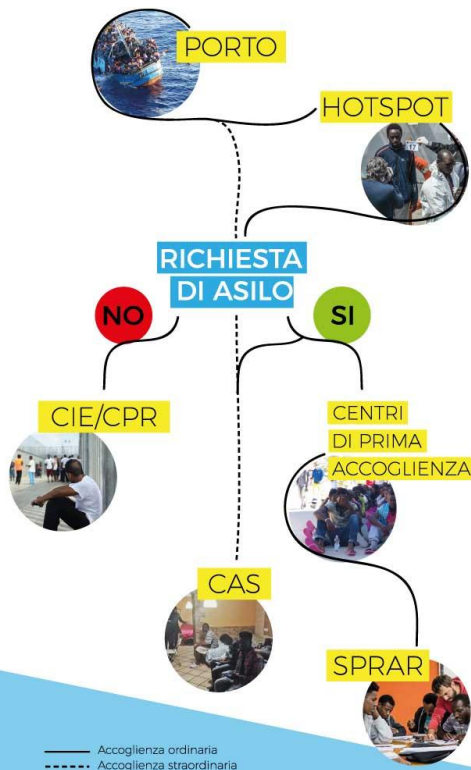 PORTO
HOTSPOT
RICHIESTA
DI ASILO
NO
SI
CIE/CPR
CENTRI
DI PRIMA
ACCOGLIENZA
CAS
SPRAR
Accoglienza ordinaria
Accoglienza straordinaria